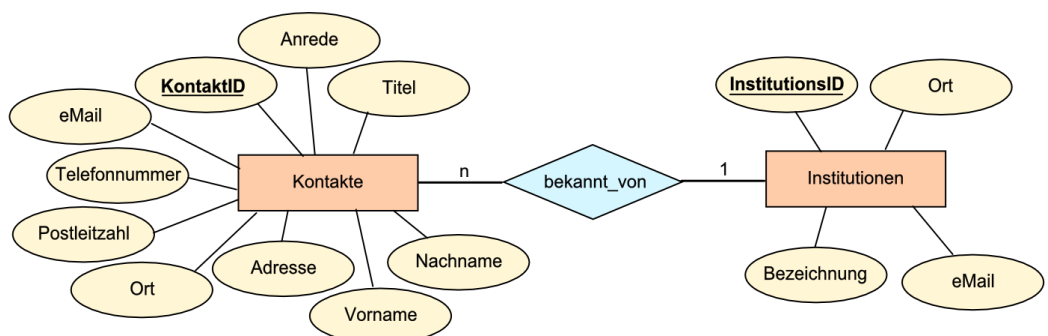 Anrede
KontaktID
Titel
eMail
Telefonnummer
Postleitzahl
Ort
Adresse
Vorname
Nachname
Kontakte
n
bekannt_von
1
Institutionen
InstitutionsID
Ort
Bezeichnung
eMail